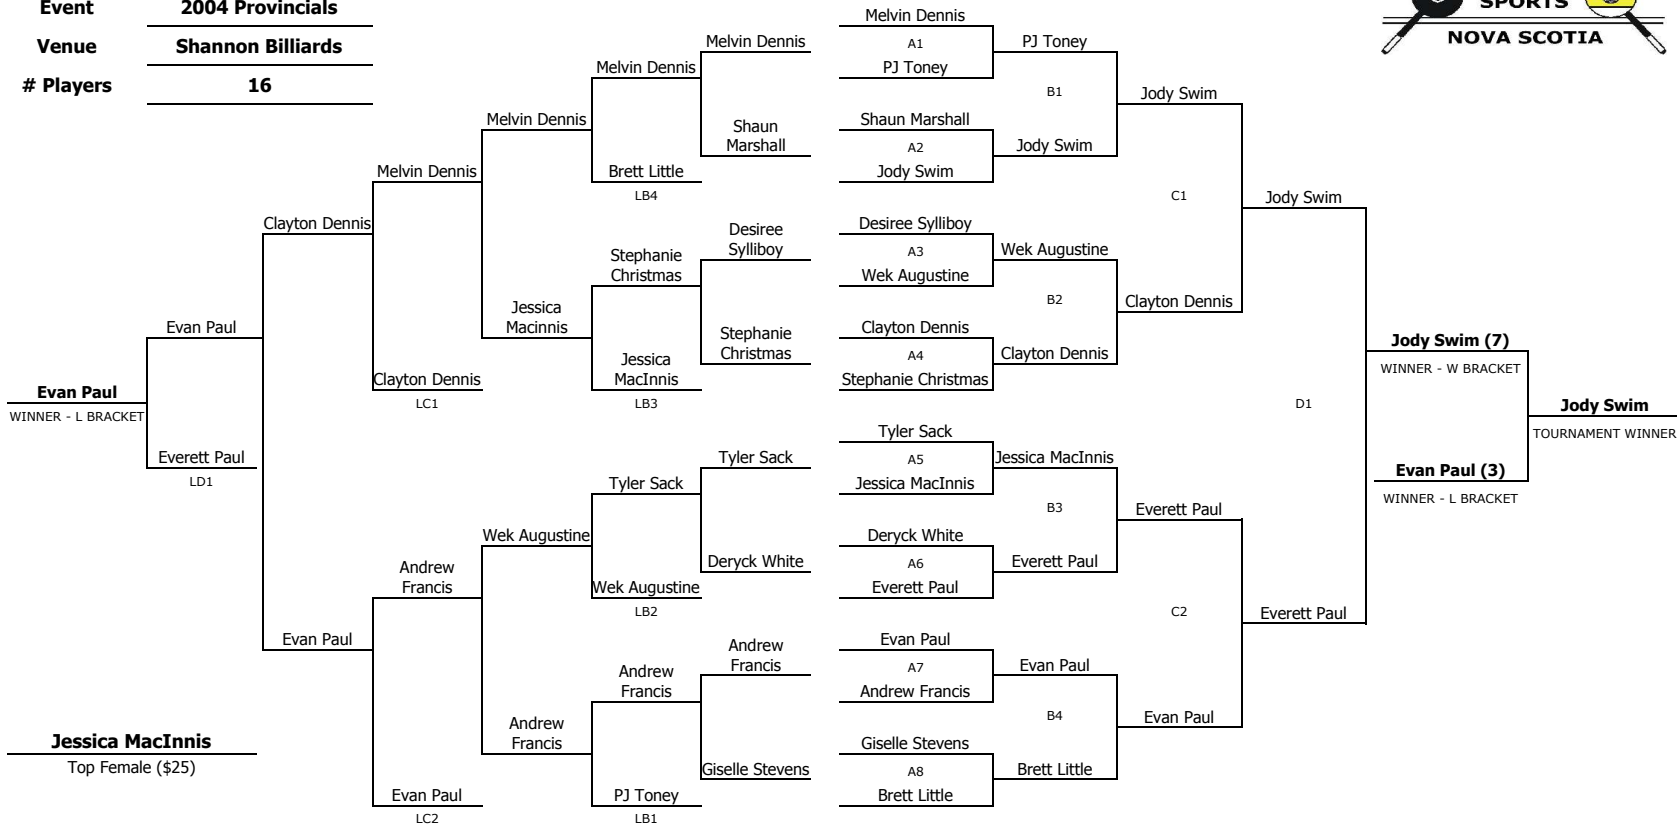 Event 2004 Provincials
Venue Shannon Billiards
# Players 16
SPORTS
NOVA SCOTIA
Evan Paul
WINNER - L BRACKET
Evan Paul
Everett Paul
LD1
Clayton Dennis
Evan Paul
Melvin Dennis
Clayton Dennis
LC1
Andrew
Francis
Evan Paul
LC2
Melvin Dennis
Jessica
Macinnis
Wek Augustine
Andrew
Francis
Melvin Dennis
Brett Little
LB4
Stephanie
Christmas
Jessica
MacInnis
LB3
Tyler Sack
Wek Augustine
LB2
Andrew
Francis
PJ Toney
LB1
Melvin Dennis
Shaun
Marshall
Desiree
Sylliboy
Stephanie
Christmas
Tyler Sack
Deryck White
Andrew
Francis
Giselle Stevens
Melvin Dennis
A1
PJ Toney
Shaun Marshall
A2
Jody Swim
Desiree Sylliboy
A3
Wek Augustine
Clayton Dennis
A4
Stephanie Christmas
Tyler Sack
A5
Jessica MacInnis
Deryck White
A6
Everett Paul
Evan Paul
A7
Andrew Francis
Giselle Stevens
A8
Brett Little
PJ Toney
B1
Jody Swim
Wek Augustine
B2
Clayton Dennis
Jessica MacInnis
B3
Everett Paul
Evan Paul
B4
Brett Little
Jody Swim
C1
Clayton Dennis
Everett Paul
C2
Evan Paul
Jody Swim
D1
Everett Paul
Jody Swim (7)
WINNER - W BRACKET
Evan Paul (3)
WINNER - L BRACKET
Jody Swim
TOURNAMENT WINNER
Jessica MacInnis
Top Female ($25)